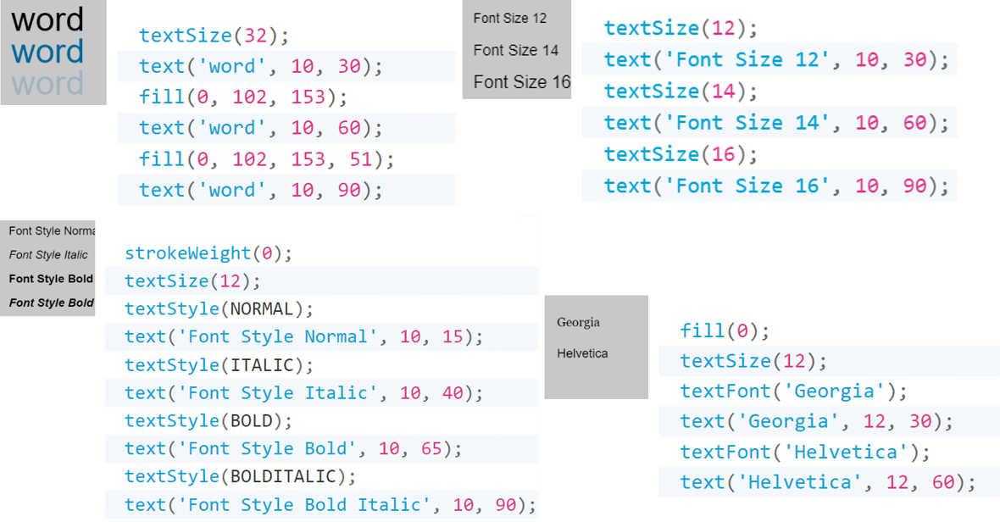 word
word
word
textSize(32);
text('word', 10, 30);
fill(0, 102, 153);
text('word', 10, 60);
fill(0, 102, 153, 51);
text('word', 10, 90);
Font Size 12
Font Size 14
Font Size 16
textSize(12);
text('Font Size 12', 10, 30);
textSize(14);
text('Font Size 14', 10, 60);
textSize(16);
text('Font Size 16', 10, 90);
Font Style Norma
Font Style Italic
Font Style Bold
Font Style Bold
strokeWeight(0);
textSize(12);
textStyle(NORMAL);
text('Font Style Normal', 10, 15);
textStyle(ITALIC);
text('Font Style Italic', 10, 40);
textStyle(BOLD);
text('Font Style Bold', 10, 65);
textStyle(BOLDITALIC);
text('Font Style Bold Italic', 10, 90);
Georgia
Helvetica
fill(0);
textSize(12);
textFont('Georgia');
text('Georgia', 12, 30);
textFont('Helvetica');
text('Helvetica', 12, 60);